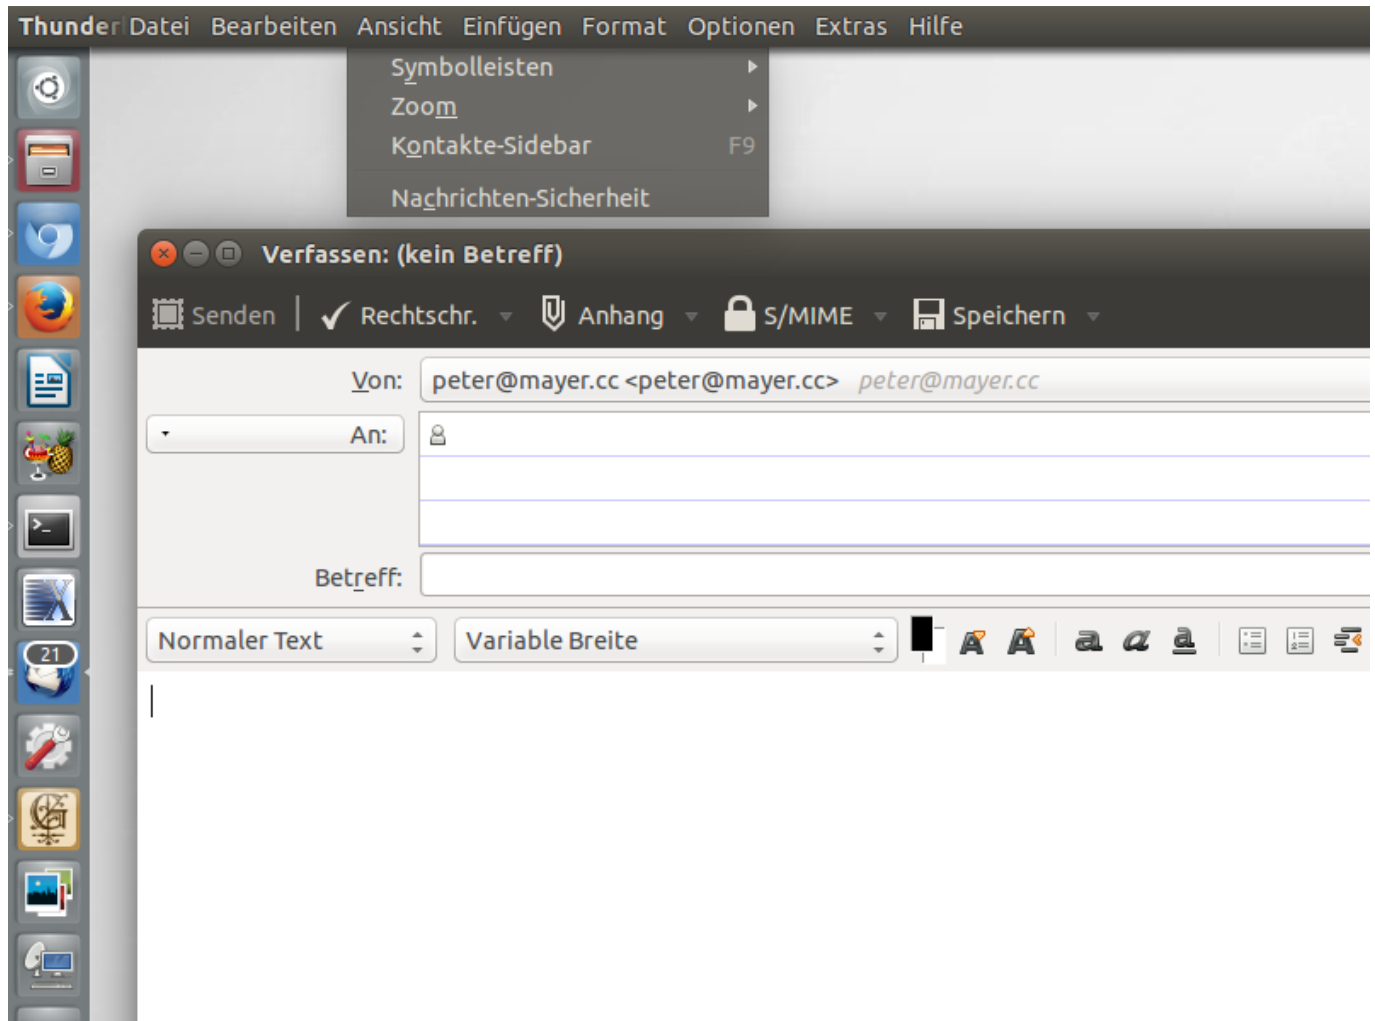 Thunder Datei Bearbeiten Ansicht Einfügen Format Optionen Extras Hilfe
Symbolleisten
Zoom
Kontakte-Sidebar F9
Nachrichten-Sicherheit
Verfassen: (kein Betreff)
Senden Rechtschr. Anhang S/MIME Speichern
Von: peter@mayer.cc <peter@mayer.cc> peter@mayer.cc
An:
Betreff:
Normaler Text Variable Breite
21